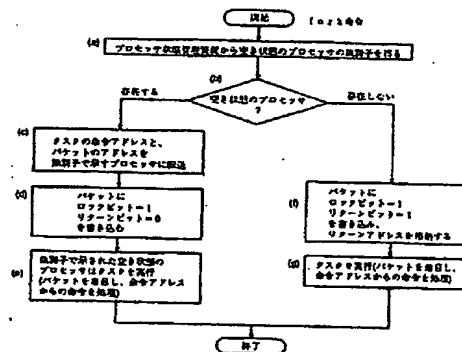 開始
fork命令
(a)
プロセッサ状態管理機構から空き状態のプロセッサの識別子を得る
(b)
存在する
空き状態のプロセッサ
?
存在しない
(c)
タスクの命令アドレスと、
パケットのアドレスを
識別子で示すプロセッサに転送
(d)
パケットに
ロックビット=1
リターンビット=0
を書き込む
(e)
識別子で示された空き状態の
プロセッサはタスクを実行
(パケットを着目し、命令アドレス
からの命令を処理)
(f)
パケットに
ロックビット=1
リターンビット=1
を書き込み、
リターンアドレスを格納する
(g)
タスクを実行(パケットを着目し、
命令アドレスからの命令を処理)
終了